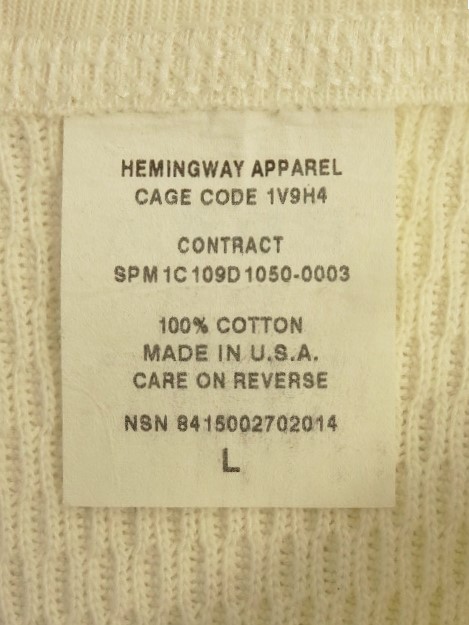 HEMINGWAY APPAREL
CAGE CODE 1V9H4
CONTRACT
SPM1C109D1050-0003
100% COTTON
MADE IN U.S.A.
CARE ON REVERSE
NSN 8415002702014
L